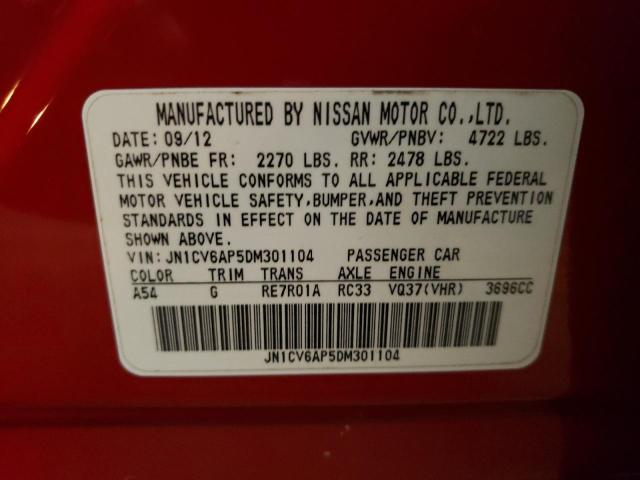 MANUFACTURED BY NISSAN MOTOR CO.,LTD.
DATE: 09/12 GVWR/PNBV: 4722 LBS.
GAWR/PNBE FR: 2270 LBS. RR: 2478 LBS.
THIS VEHICLE CONFORMS TO ALL APPLICABLE FEDERAL
MOTOR VEHICLE SAFETY,BUMPER,AND THEFT PREVENTION
STANDARDS IN EFFECT ON THE DATE OF MANUFACTURE
SHOWN ABOVE.
VIN: JN1CV6AP5DM301104 PASSENGER CAR
COLOR TRIM TRANS AXLE ENGINE
A54 G RE7R01A RC33 VQ37(VHR) 3696CC
JN1CV6AP5DM301104